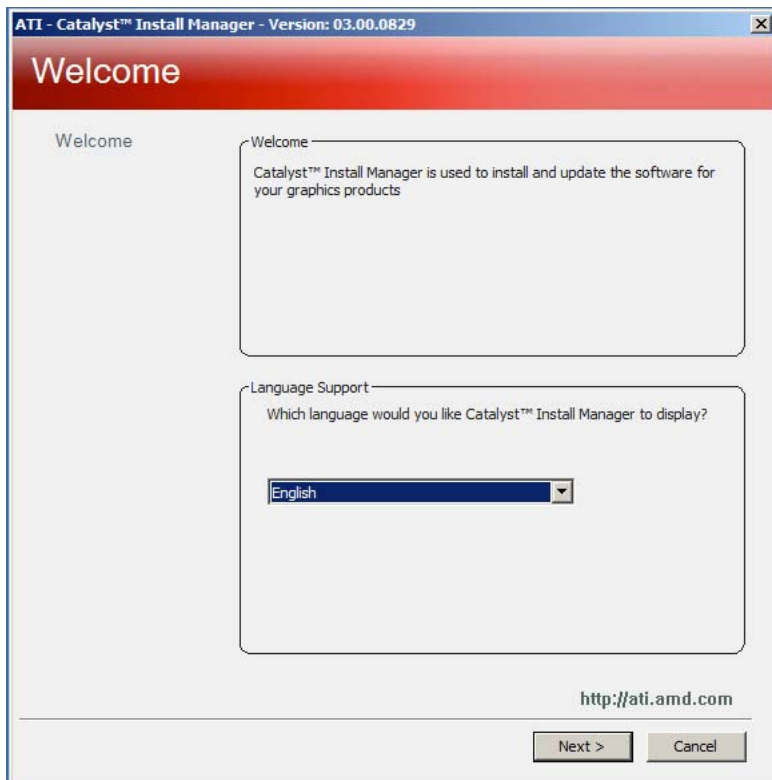 ATI - Catalyst™ Install Manager - Version: 03.00.0829
Welcome
Welcome
Welcome
Catalyst™ Install Manager is used to install and update the software for
your graphics products
Language Support
Which language would you like Catalyst™ Install Manager to display?
English
http://ati.amd.com
Next >
Cancel